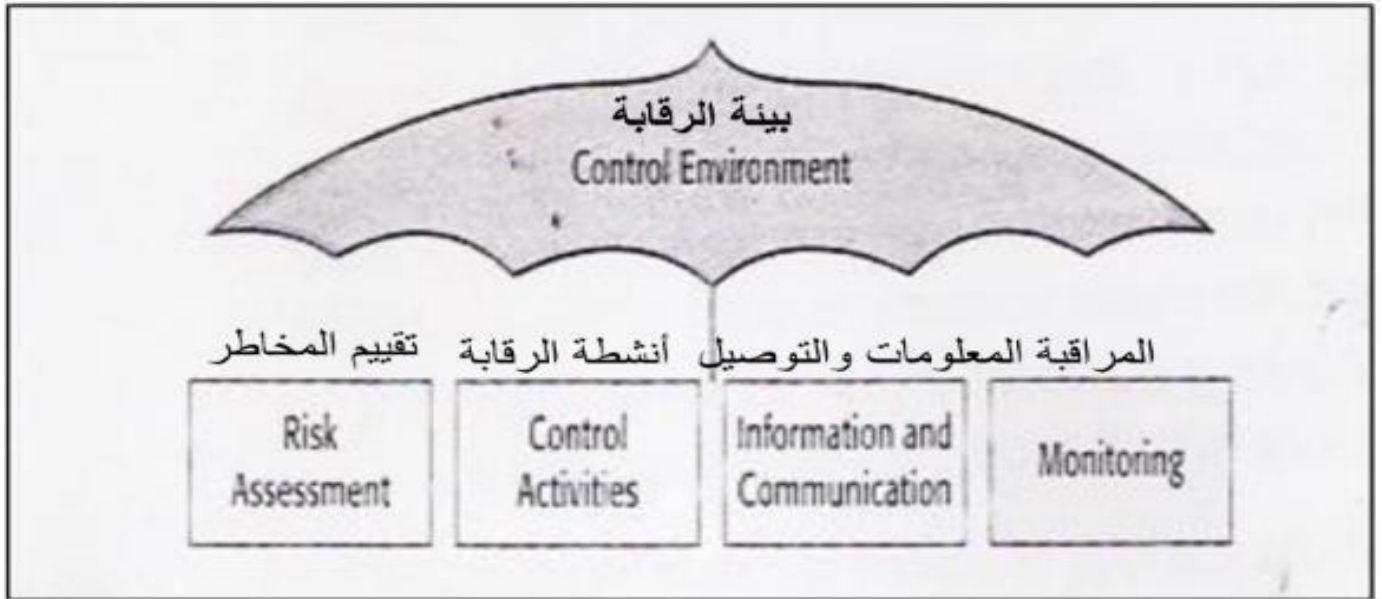 بيئة الرقابة
Control Environment
تقييم المخاطر أنشطة الرقابة المراقبة المعلومات والتوصيل
Risk
Assessment
Control
Activities
Information and
Communication
Monitoring